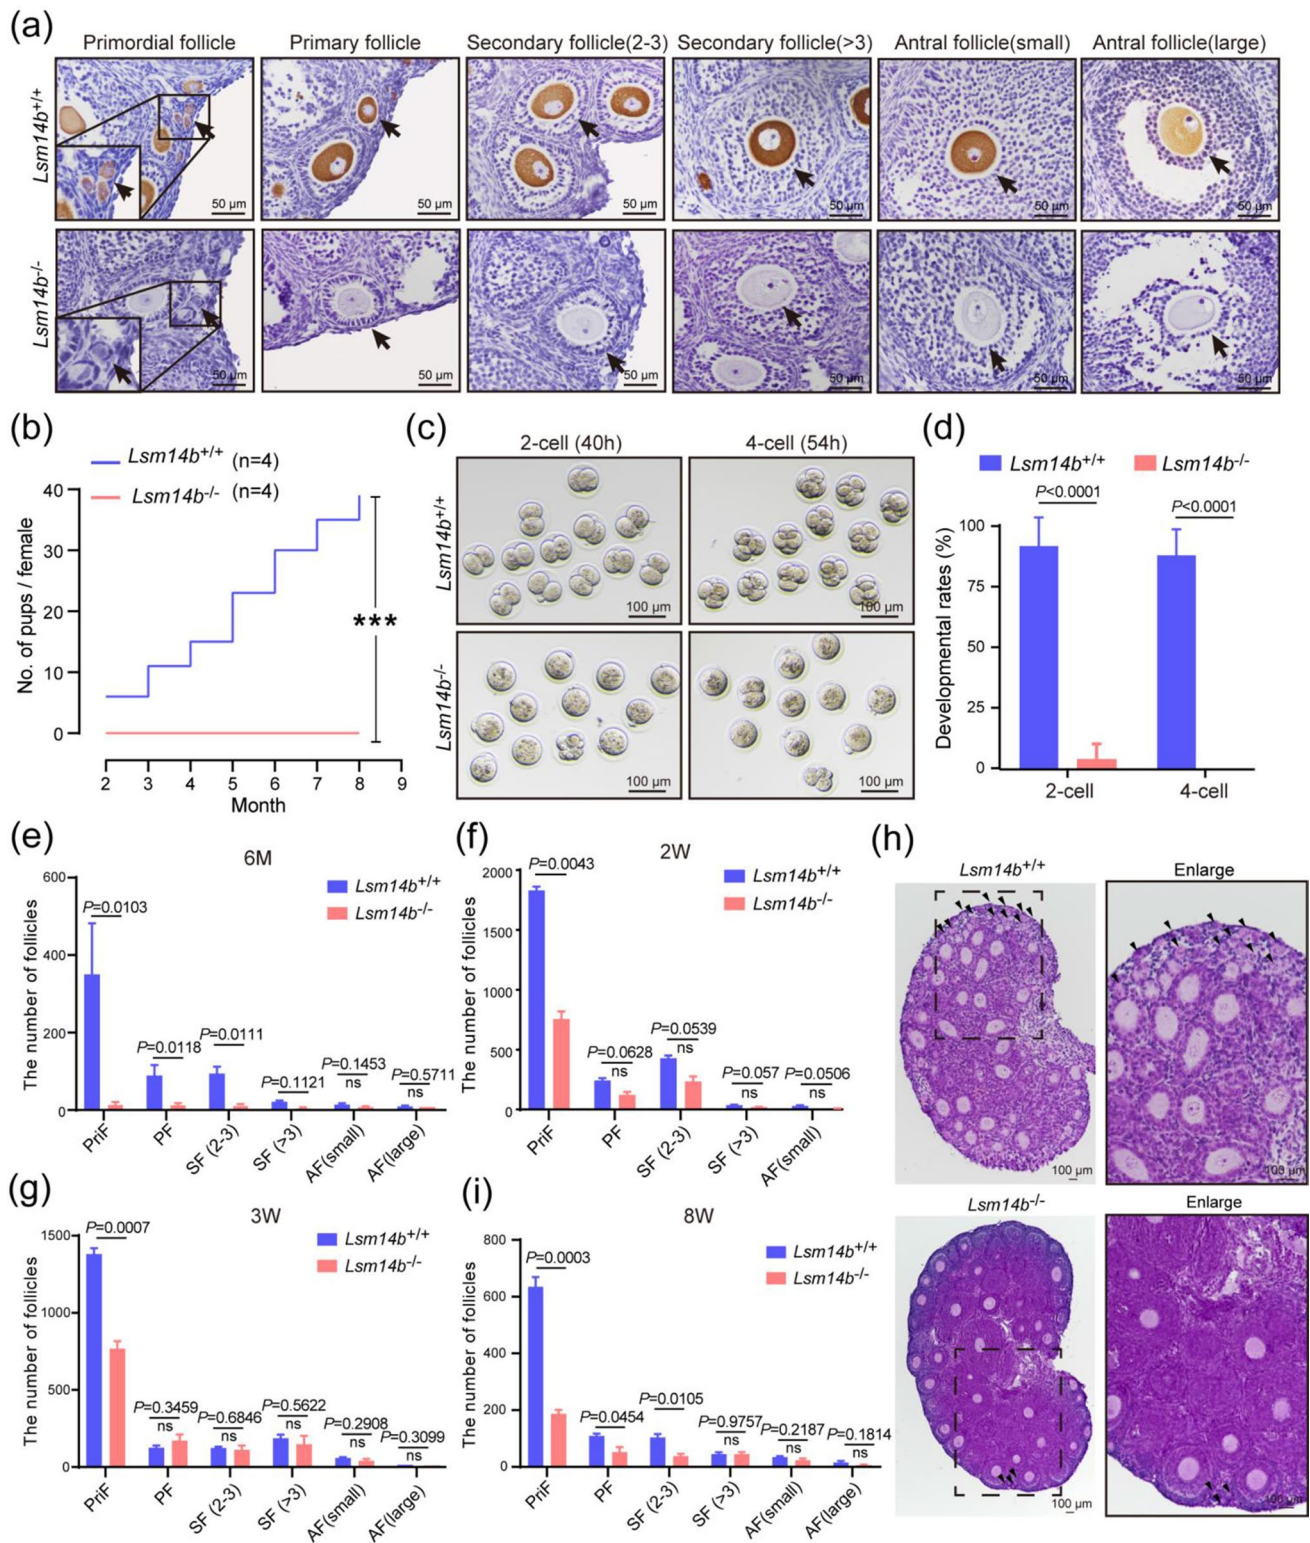 (a)
Primordial follicle
Primary follicle
Secondary follicle(2-3)
Secondary follicle(>3)
Antral follicle(small)
Antral follicle(large)
Lsm14b+/+
50 µm
50 µm
50 µm
50 µm
50 µm
50 µm
Lsm14b-/-
50 µm
50 µm
50 µm
50 µm
50 µm
50 µm
(b)
Lsm14b+/+ (n=4)
Lsm14b-/- (n=4)
No. of pups / female
40
30
20
10
0
***
2 3 4 5 6 7 8 9
Month
(c)
2-cell (40h)
4-cell (54h)
Lsm14b+/+
100 µm
100 µm
Lsm14b-/-
100 µm
100 µm
(d)
Lsm14b+/+
Lsm14b-/-
P<0.0001
P<0.0001
Developmental rates (%)
100
75
50
25
0
2-cell
4-cell
(e)
6M
Lsm14b+/+
Lsm14b-/-
The number of follicles
600
400
200
0
P=0.0103
P=0.0118
P=0.0111
P=0.1121
ns
P=0.1453
ns
P=0.5711
ns
PriF
PF
SF (2-3)
SF (>3)
AF(small)
AF(large)
(f)
2W
Lsm14b+/+
Lsm14b-/-
The number of follicles
2000
1500
1000
500
0
P=0.0043
P=0.0628
ns
P=0.0539
ns
P=0.057
ns
P=0.0506
ns
PriF
PF
SF (2-3)
SF (>3)
AF(small)
(h)
Lsm14b+/+
Enlarge
100 µm
100 µm
Lsm14b-/-
Enlarge
100 µm
100 µm
(g)
3W
Lsm14b+/+
Lsm14b-/-
The number of follicles
1500
1000
500
0
P=0.0007
P=0.3459
ns
P=0.6846
ns
P=0.5622
ns
P=0.2908
ns
P=0.3099
ns
PriF
PF
SF (2-3)
SF (>3)
AF(small)
AF(large)
(i)
8W
Lsm14b+/+
Lsm14b-/-
The number of follicles
800
600
400
200
0
P=0.0003
P=0.0454
P=0.0105
P=0.9757
ns
P=0.2187
ns
P=0.1814
ns
PriF
PF
SF (2-3)
SF (>3)
AF(small)
AF(large)